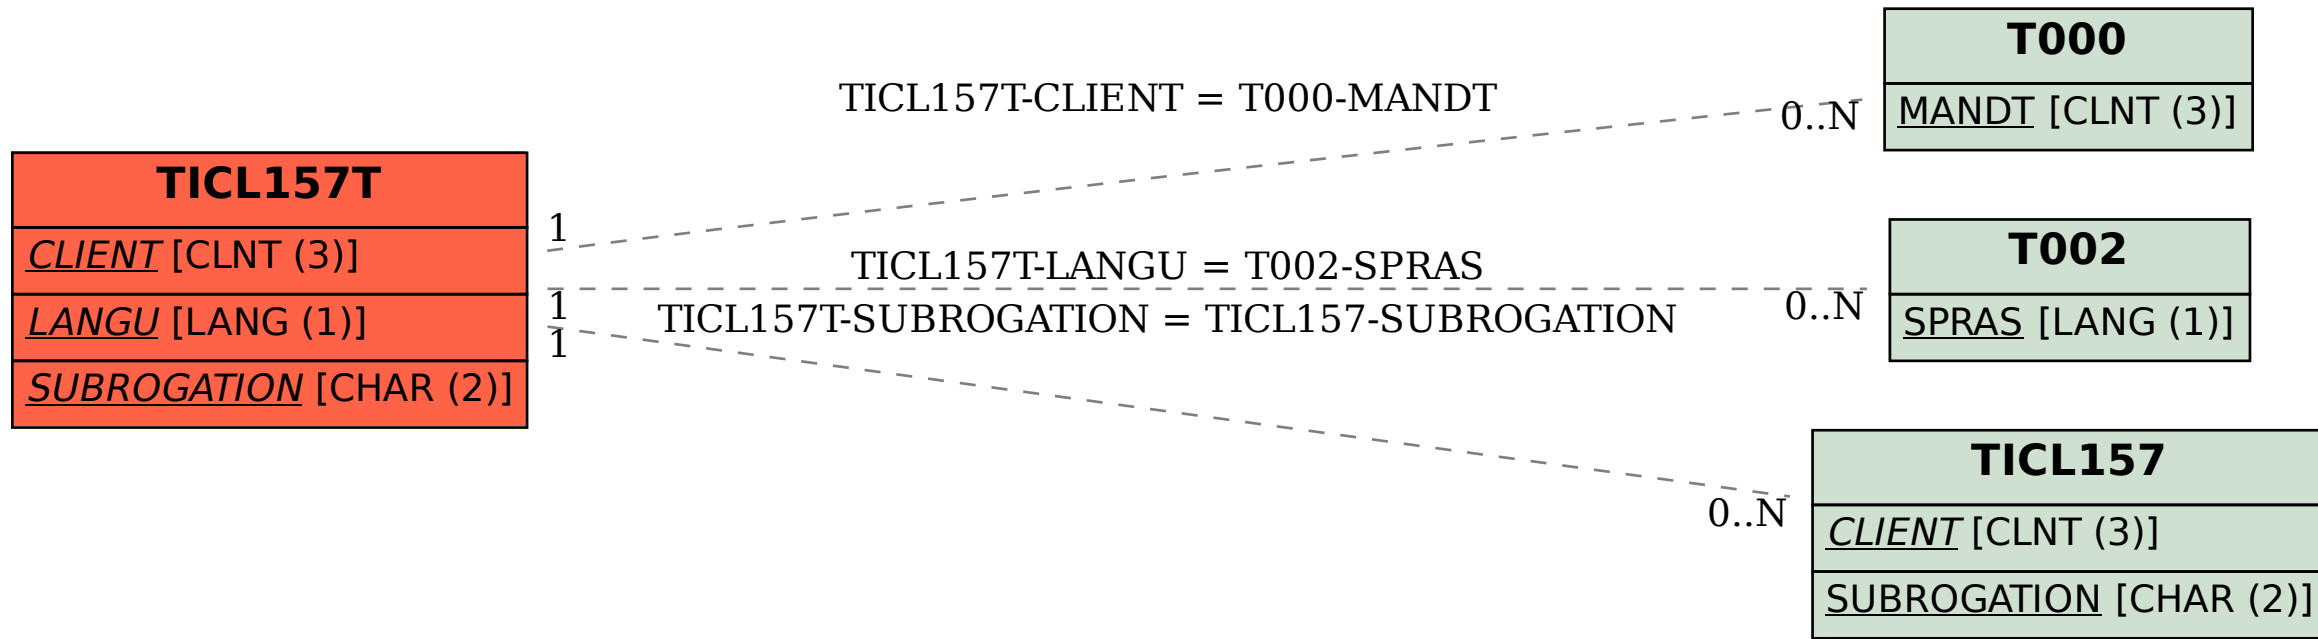 TICL157T
CLIENT [CLNT (3)]
LANGU [LANG (1)]
SUBROGATION [CHAR (2)]
TICL157T-CLIENT = T000-MANDT
1
0..N
TICL157T-LANGU = T002-SPRAS
1
0..N
TICL157T-SUBROGATION = TICL157-SUBROGATION
1
0..N
T000
MANDT [CLNT (3)]
T002
SPRAS [LANG (1)]
TICL157
CLIENT [CLNT (3)]
SUBROGATION [CHAR (2)]